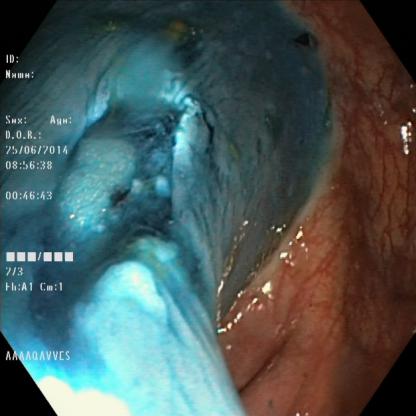 ID:
Name:
Sex: Age:
D.O.B.:
25/06/2014
08:56:38
00:46:43
■■■/■■■
2/3
Eh:A1 Cm:1